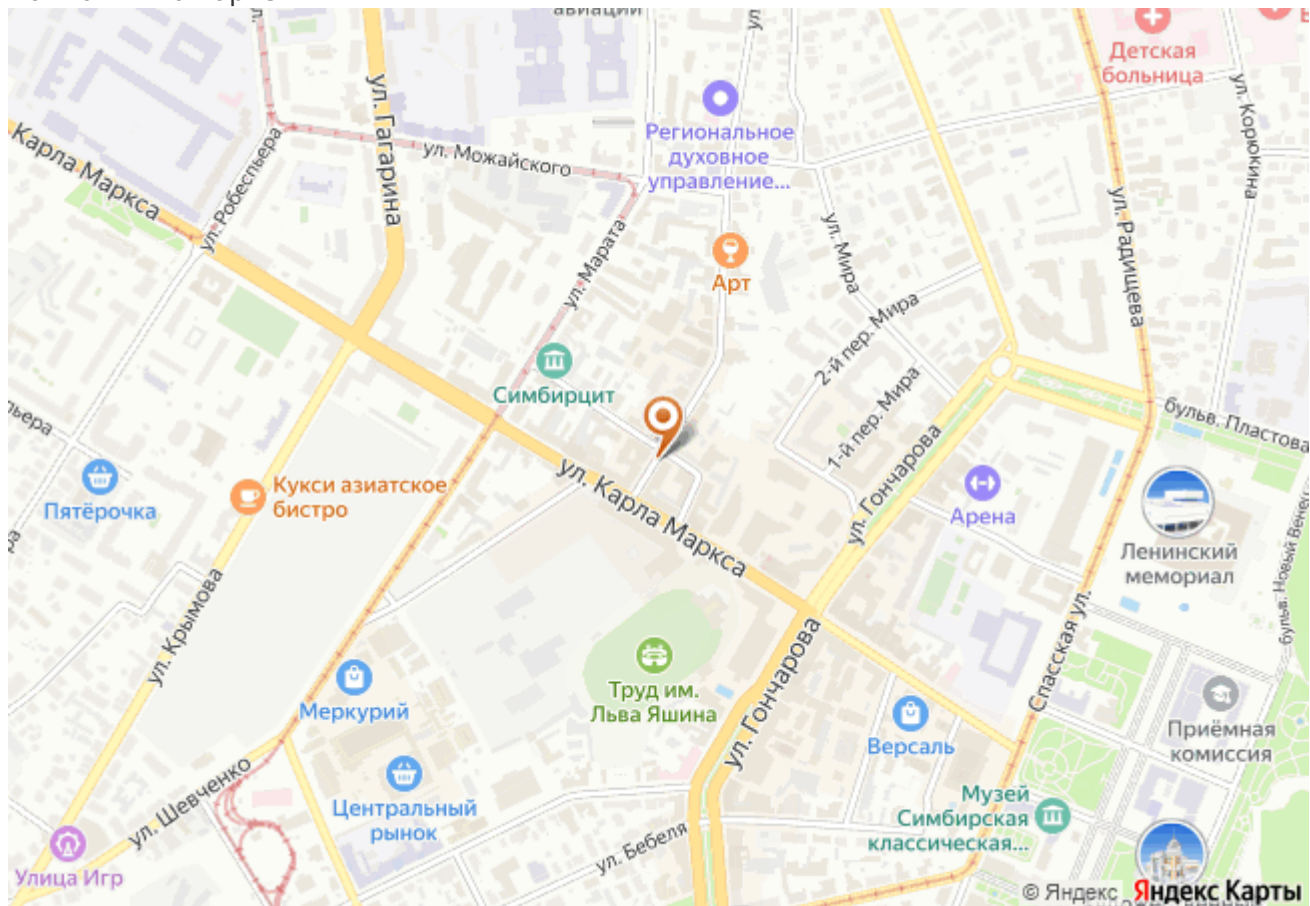 авиации
Детская
больница
ул. Корюкина
Региональное
духовное
управление...
ул. Гагарина
Карла Маркса
ул. Робеспьера
ул. Можайского
ул. Марата
ул. Мира
ул. Радищева
Арт
2-й пер. Мира
1-й пер. Мира
Симбирцит
бульв. Пластова
ул. Гончарова
ул. Карла Маркса
Кукси азиатское
бистро
Пятёрочка
Арена
Ленинский
мемориал
ул. Крымова
Спасская ул.
Труд им.
Льва Яшина
Меркурий
ул. Гончарова
Версаль
Приёмная
комиссия
ул. Шевченко
Центральный
рынок
Музей
Симбирская
классическая...
ул. Бебеля
Улица Игр
© Яндекс Яндекс Карты